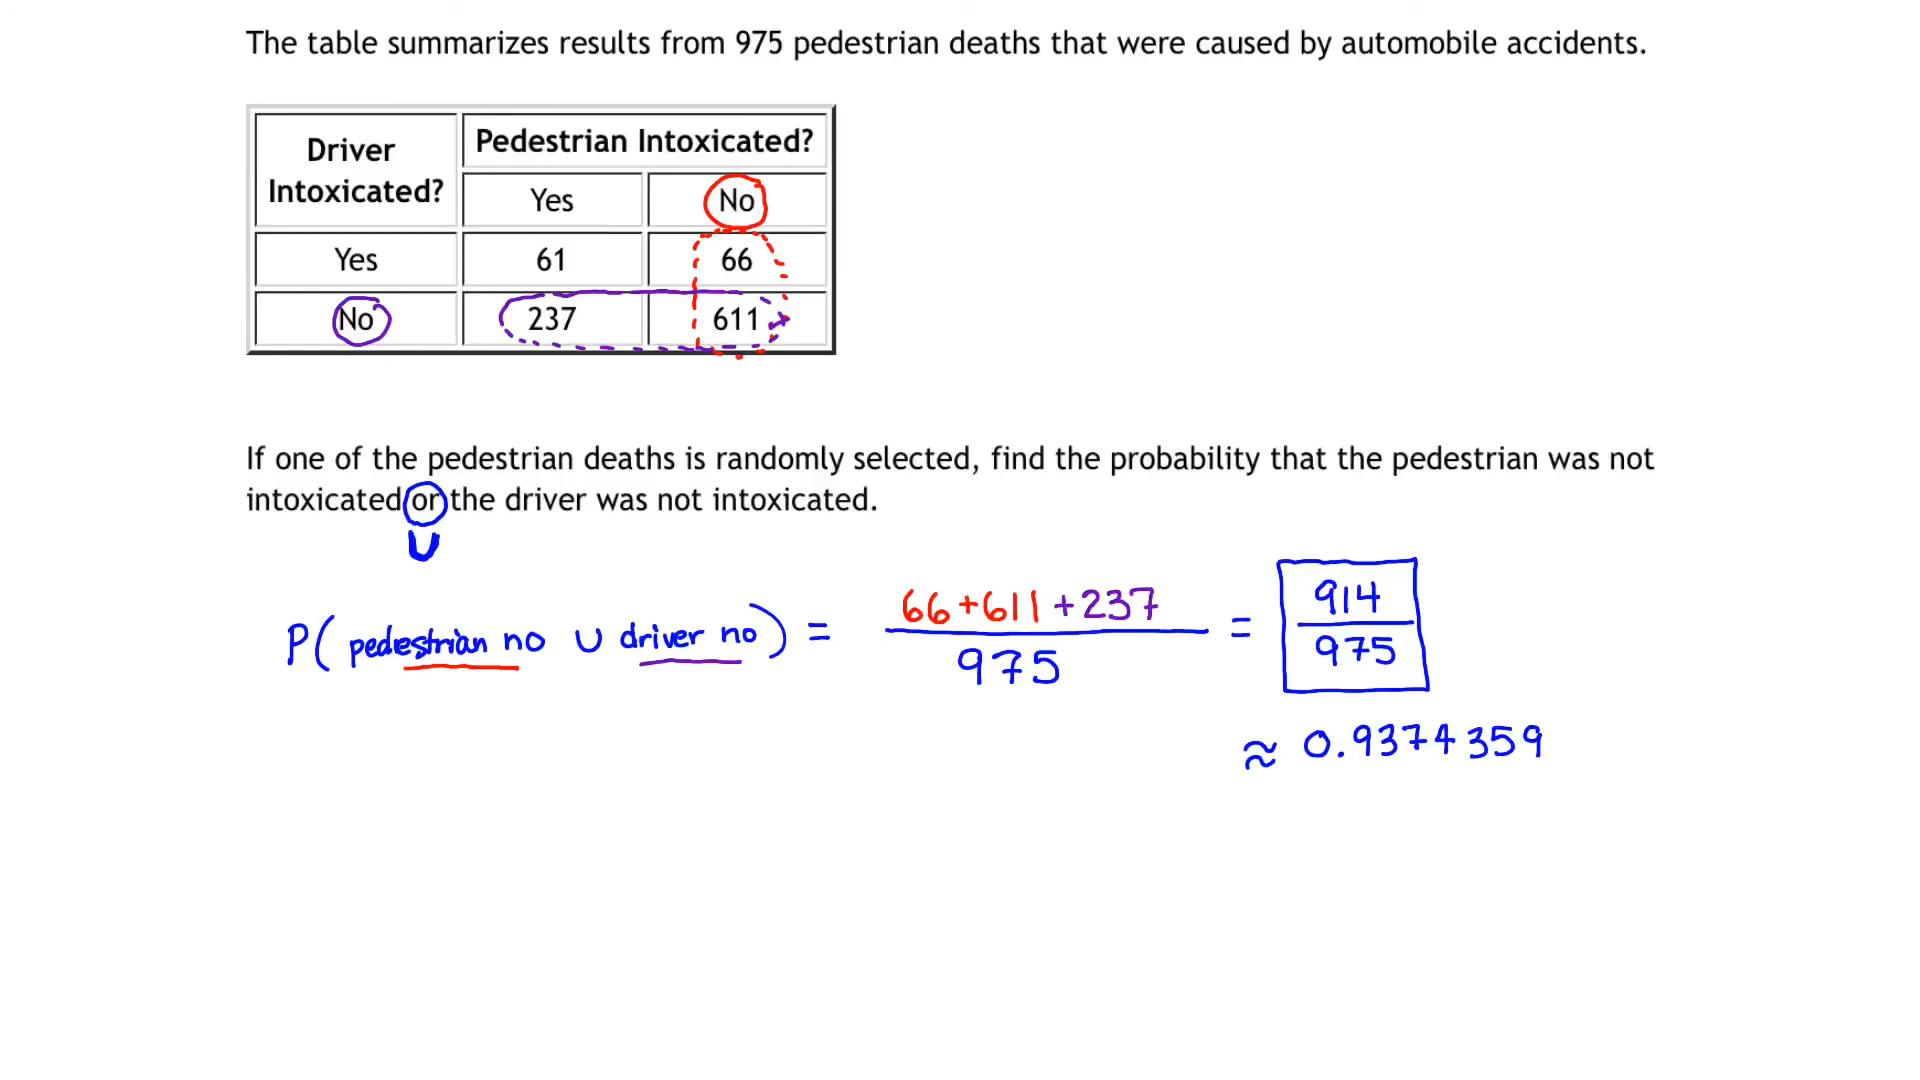 The table summarizes results from 975 pedestrian deaths that were caused by automobile accidents.
Driver Intoxicated?
Pedestrian Intoxicated?
Yes No
Yes 61 66
No 237 611
If one of the pedestrian deaths is randomly selected, find the probability that the pedestrian was not
intoxicated or the driver was not intoxicated.
U
P( pedestrian no ∪ driver no ) = 66+611+237 / 975 = 914 / 975
≈ 0.9374359